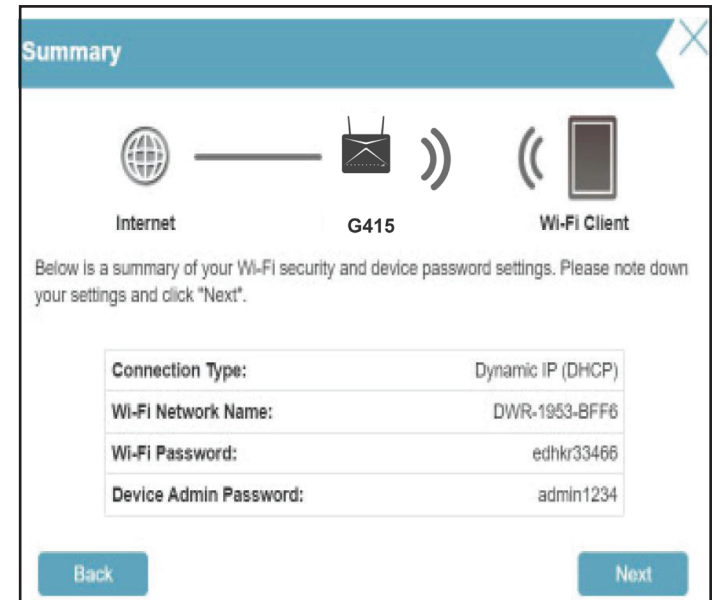 Summary
Internet
G415
Wi-Fi Client
Below is a summary of your Wi-Fi security and device password settings. Please note down
your settings and click "Next".
Connection Type: Dynamic IP (DHCP)
Wi-Fi Network Name: DWR-1953-BFF6
Wi-Fi Password: edhkr33466
Device Admin Password: admin1234
Back
Next